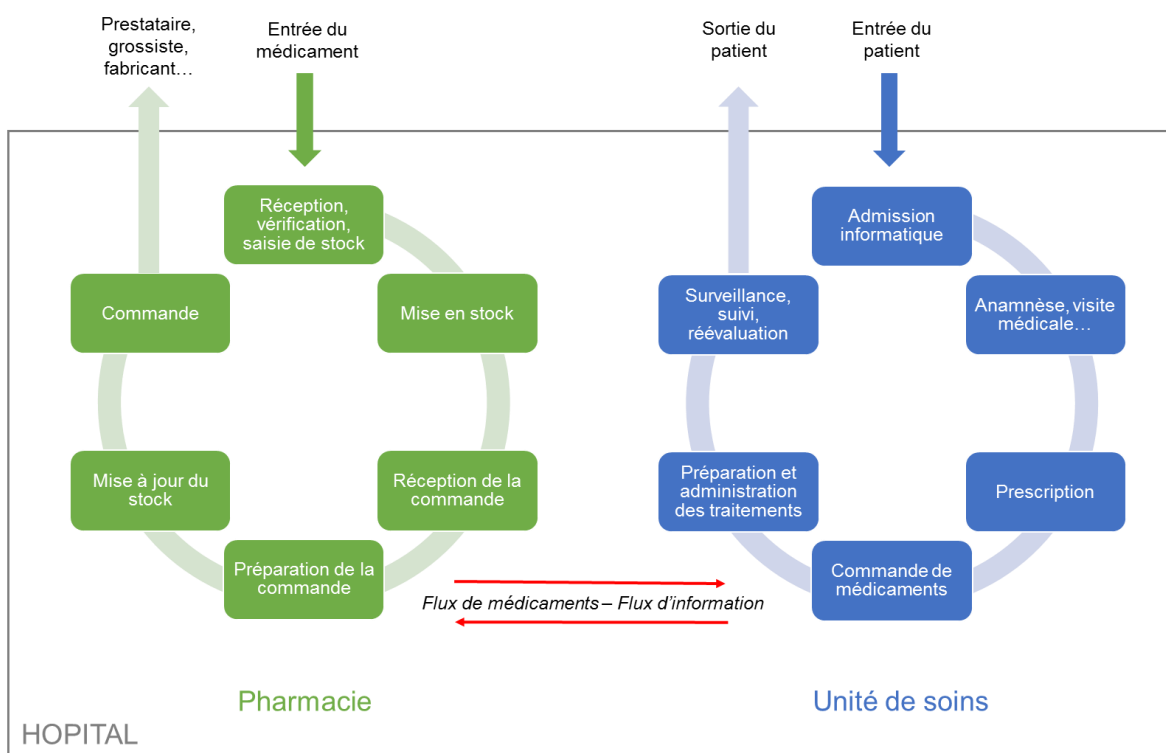 Prestataire,
grossiste,
fabricant…
Entrée du
médicament
Sortie du
patient
Entrée du
patient
Réception,
vérification,
saisie de stock
Commande
Mise en stock
Mise à jour du
stock
Réception de la
commande
Préparation de la
commande
Admission
informatique
Surveillance,
suivi,
réévaluation
Anamnèse, visite
médicale…
Préparation et
administration
des traitements
Prescription
Commande de
médicaments
Flux de médicaments – Flux d’information
Pharmacie
Unité de soins
HOPITAL